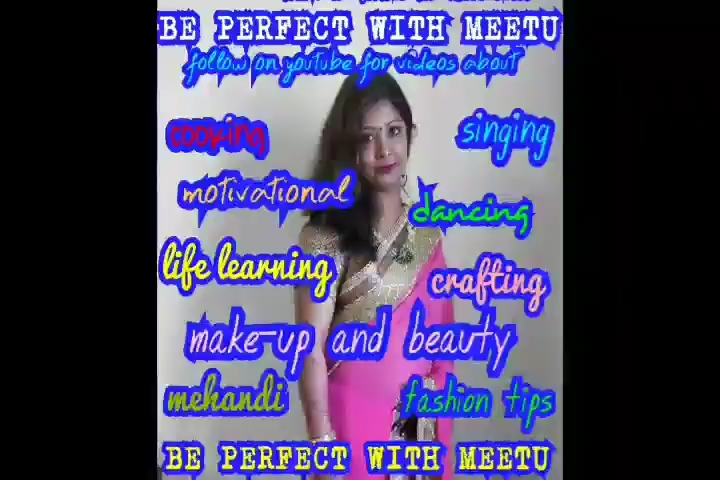 BE PERFECT WITH MEETU
follow on youtube for videos about
cooking
singing
motivational
dancing
life learning
crafting
make-up and beauty
mehandi
fashion tips
BE PERFECT WITH MEETU